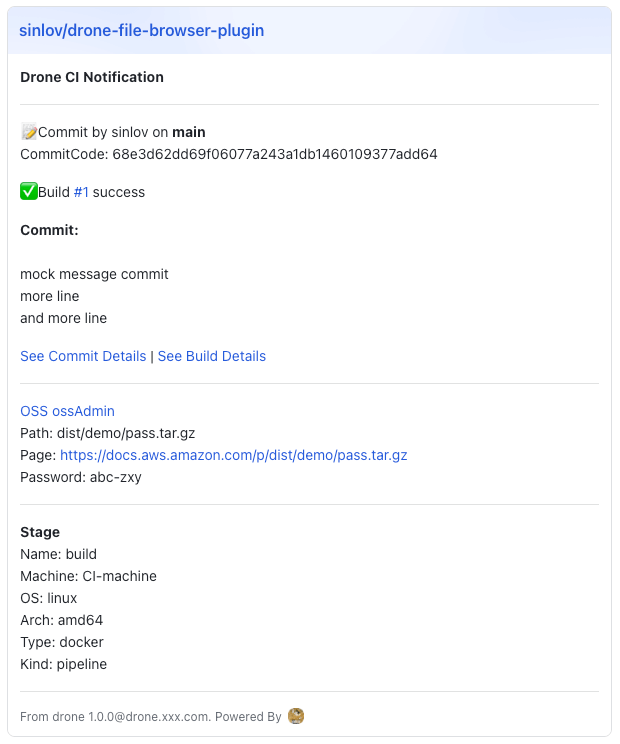 sinlov/drone-file-browser-plugin
Drone CI Notification
📝Commit by sinlov on main
CommitCode: 68e3d62dd69f06077a243a1db1460109377add64
✅Build #1 success
Commit:
mock message commit
more line
and more line
See Commit Details | See Build Details
OSS ossAdmin
Path: dist/demo/pass.tar.gz
Page: https://docs.aws.amazon.com/p/dist/demo/pass.tar.gz
Password: abc-zxy
Stage
Name: build
Machine: CI-machine
OS: linux
Arch: amd64
Type: docker
Kind: pipeline
From drone 1.0.0@drone.xxx.com. Powered By